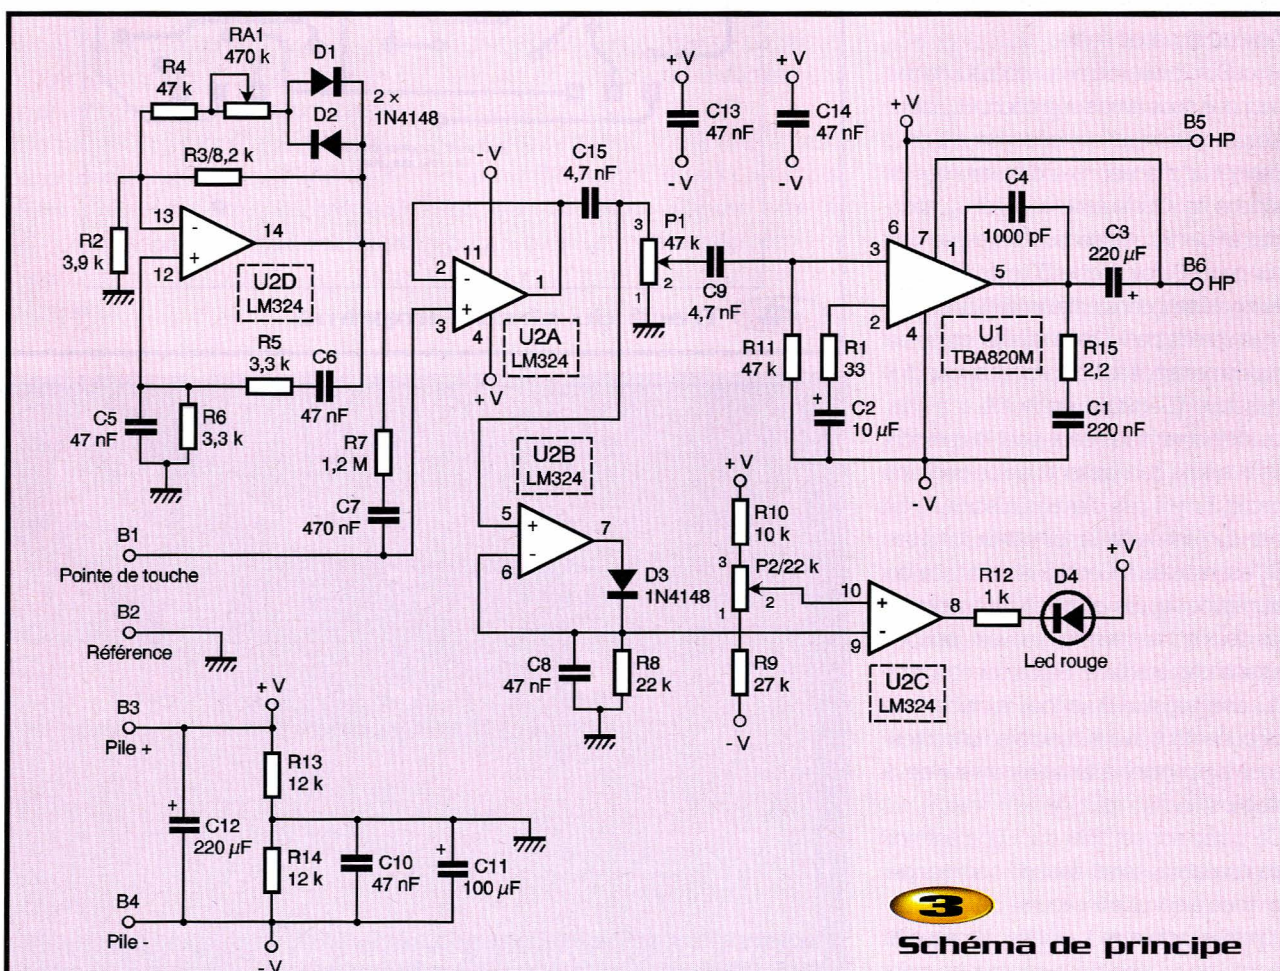 RA1
470 k
R4
47 k
D1
D2
2 ×
1N4148
R3/8,2 k
13
-
14
+
12
R2
3,9 k
U2D
LM324
R5
3,3 k
C6
47 nF
C5
47 nF
R6
3,3 k
R7
1,2 M
C7
470 nF
B1
Pointe de touche
B2
Référence
- V
11
2
-
1
+
3
4
+ V
U2A
LM324
C15
4,7 nF
3
P1
47 k
2
1
C9
4,7 nF
+ V
C13
47 nF
- V
+ V
C14
47 nF
- V
+ V
B5
HP
6
7
1
3
5
2
4
C4
1000 pF
C3
220 µF
+
B6
HP
U1
TBA820M
R11
47 k
R1
33
+
C2
10 µF
R15
2,2
C1
220 nF
- V
U2B
LM324
5
+
7
-
6
D3
1N4148
C8
47 nF
R8
22 k
+ V
R10
10 k
3
P2/22 k
2
1
R9
27 k
- V
10
+
8
-
9
U2C
LM324
R12
1 k
D4
+ V
Led rouge
B3
Pile +
+ V
R13
12 k
+
C12
220 µF
R14
12 k
C10
47 nF
+
C11
100 µF
B4
Pile -
- V
3
Schéma de principe